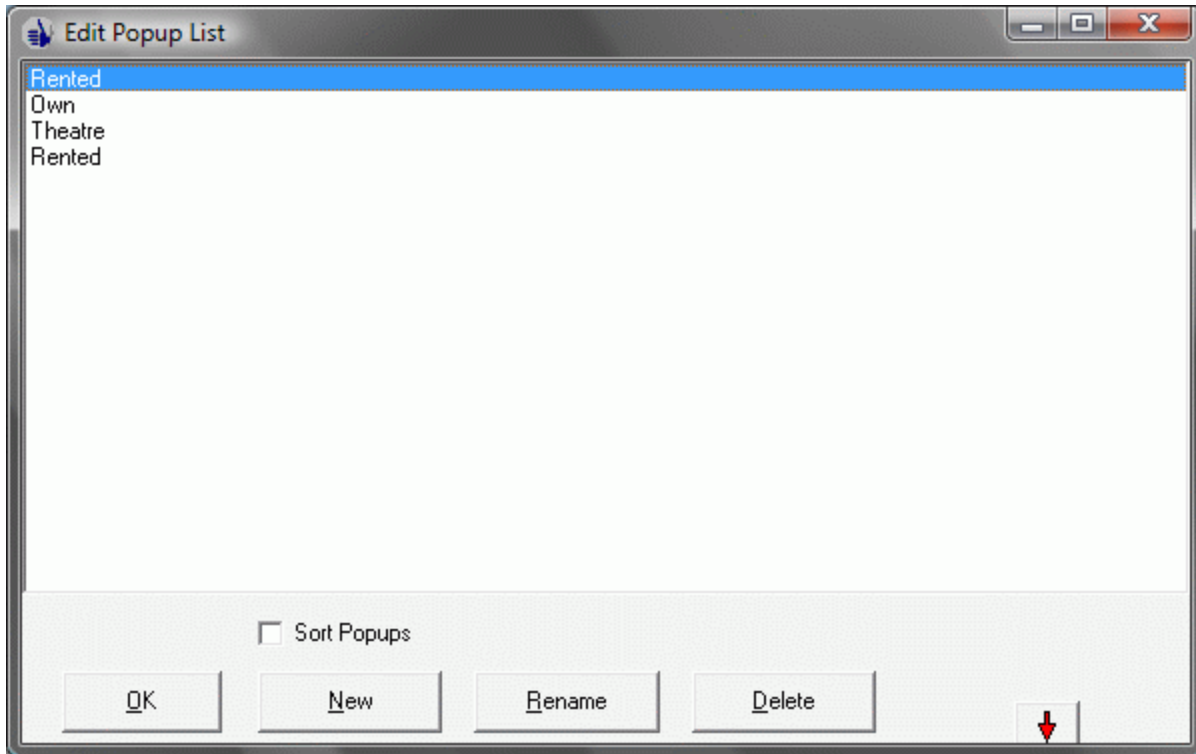 Edit Popup List
Rented
Own
Theatre
Rented
Sort Popups
OK New Rename Delete